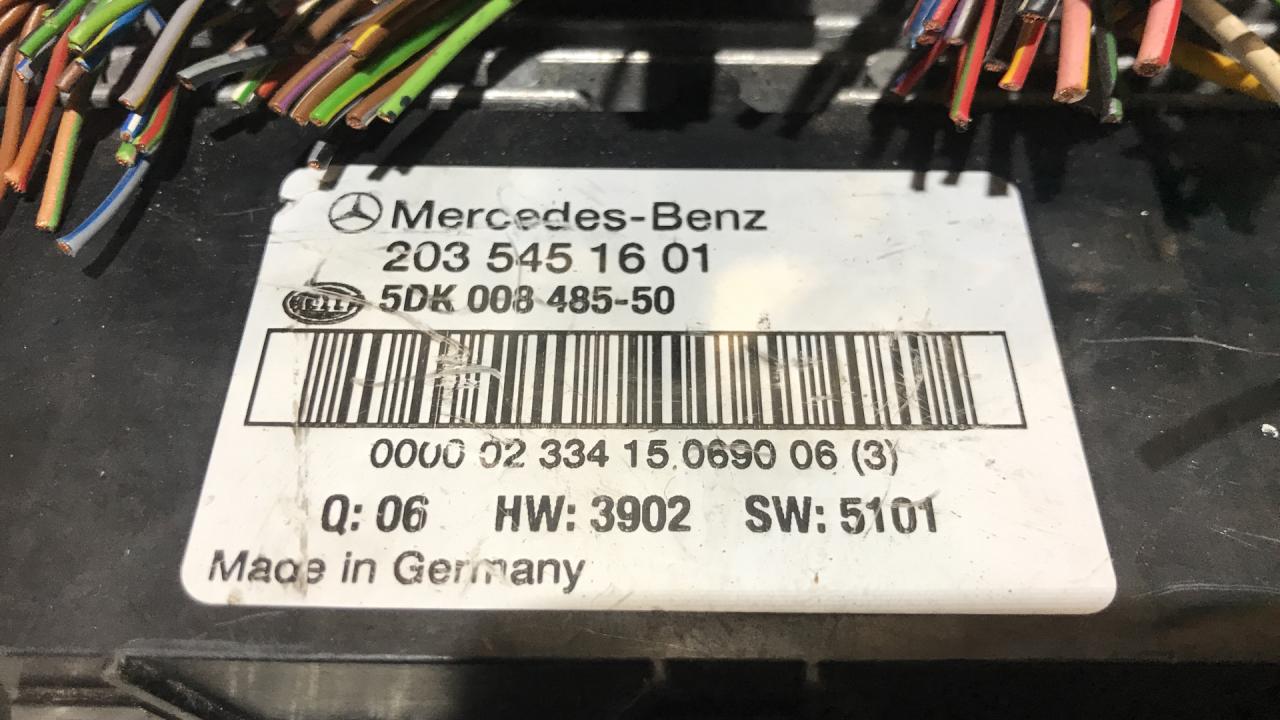 Mercedes-Benz
203 545 16 01
HELLA 5DK 008 485-50
0000 02 334 15 0690 06 (3)
Q: 06 HW: 3902 SW: 5101
Made in Germany